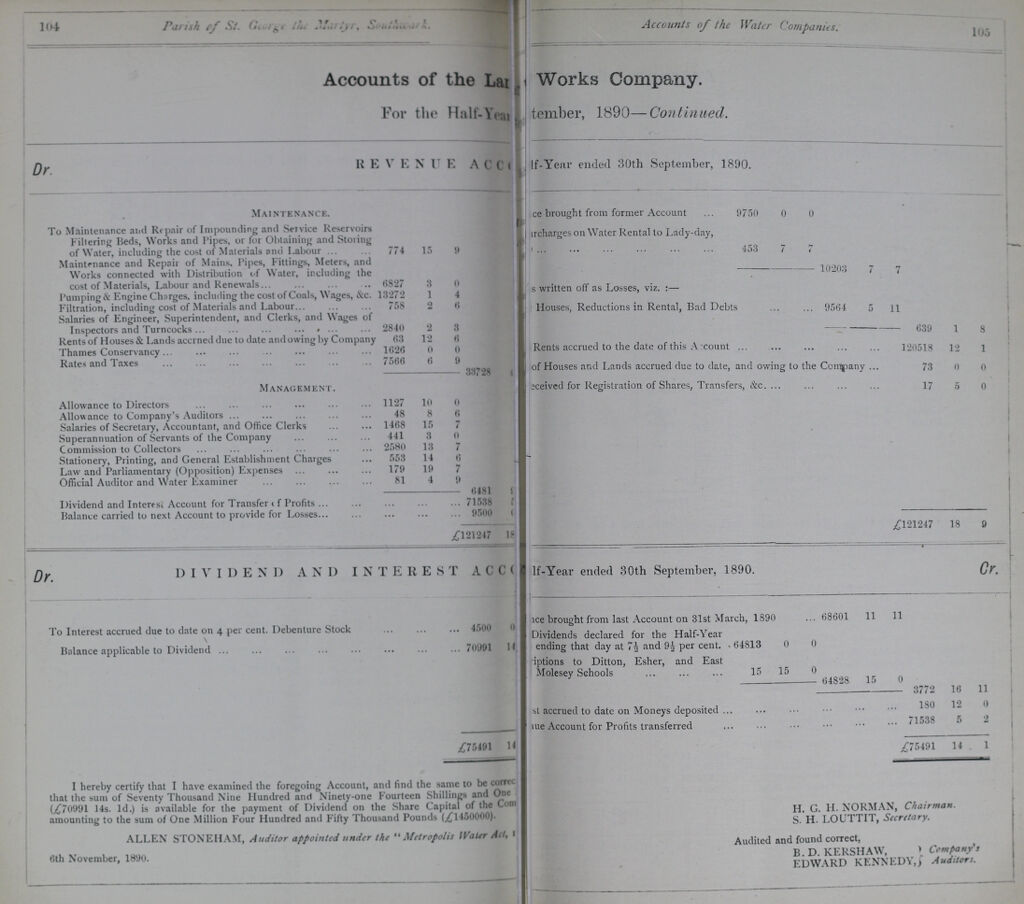 104
Parish of St. George the Martyr, Southwark.
Accounts of the
For the Half-Year
Dr.
REVENUE
MAINTENANCE.
To Maintenance and Repair of Impounding and Service Reservoirs
Filtering Beds, Works and Pipes, or for Obtaining and Storing
of Water, including the cost of Materials and Labour ... ... 774 15 9
Maintenance and Repair of Mains, Pipes, Fittings, Meters, and
Works connected with Distribution of Water, including the
cost of Materials, Labour and Renewals... ... ... ... 6827 3 0
Pumping & Engine Charges, including the cost of Coals, Wages, &c. 13272 1 4
Filtration, including cost of Materials and Labour... ... ... 758 2 6
Salaries of Engineer, Superintendent, and Clerks, and Wages of
Inspectors and Turncocks ... ... ... ... ... ... 2840 2 3
Rents of Houses & Lands accrued due to date and owing by Company 63 12 6
Thames Conservancy ... ... ... ... ... ... ... 1626 0 0
Rates and Taxes ... ... ... ... ... ... ... 7566 6 9
33728
MANAGEMENT.
Allowance to Directors ... ... ... ... ... ... 1127 10 0
Allowance to Company's Auditors ... ... ... ... ... 48 8 6
Salaries of Secretary, Accountant, and Office Clerks ... ... 1468 15 7
Superannuation of Servants of the Company ... ... ... 441 3 0
Commission to Collectors ... ... ... ... ... ... 2580 13 7
Stationery, Printing, and General Establishment Charges ... 553 14 6
Law and Parliamentary (Opposition) Expenses ... ... ... 179 19 7
Official Auditor and Water Examiner ... ... ... ... 81 4 9
6481
Dividend and Interest Account for Transfer of Profits ... ... ... ... ... 71538
Balance carried to next Account to provide for Losses... ... ... ... ... 9500
£121247 18
Dr.
DIVIDEND AND INTEREST
To Interest accrued due to date on 4 per cent. Debenture Stock ... ... ... 4500 0
Balance applicable to Dividend ... ... ... ... ... ... ... ... 70991 14
£75491 14
I hereby certify that I have examined the foregoing Account, and find the same to be
that the sum of Seventy Thousand Nine Hundred and Ninety-one Fourteen Shillings and One
(£70991 14s. 1d.) is available for the payment of Dividend on the Share Capital of the
amounting to the sum of One Million Four Hundred and Fifty Thousand Pounds (£1450000).
ALLEN STONEHAM, Auditor appointed under the "Metropolis Water Act,
6th November, 1890.
Accounts of the Water Companies.
105
Works Company.
tember, 1890—Continued.
lf-Year ended 30th September, 1890.
ce brought from former Account ... 9750 0 0
rcharges on Water Rental to Lady-day,
... ... ... ... ... ... 453 7 7
10203 7 7
s written off as Losses, viz. :—
Houses, Reductions in Rental, Bad Debts ... ... 9564 5 11
639 1 8
Rents accrued to the date of this Account ... ... ... ... ... 120518 12 1
of Houses and Lands accrued due to date, and owing to the Company ... 73 0 0
eceived for Registration of Shares, Transfers, &c. ... ... ... ... 17 5 0
£121247 18 9
lf-Year ended 30th September, 1890.
Cr.
ce brought from last Account on 31st March, 1890 ... 68601 11 11
Dividends declared for the Half-Year
ending that day at 7½ and 9½ per cent. 64813 0 0
iptions to Ditton, Esher, and East
Molesey Schools ... ... ... 15 15 0
64828 15 0
3772 16 11
st accrued to date on Moneys deposited ... ... ... ... ... ... 180 12 0
ue Account for Profits transferred ... ... ... ... ... ... 71538 5 2
£75491 14 1
H. G. H. NORMAN, Chairman.
S. H. LOUTTIT, Secretary.
Audited and found correct,
B. D. KERSHAW, } Company's
EDWARD KENNEDY, } Auditors.